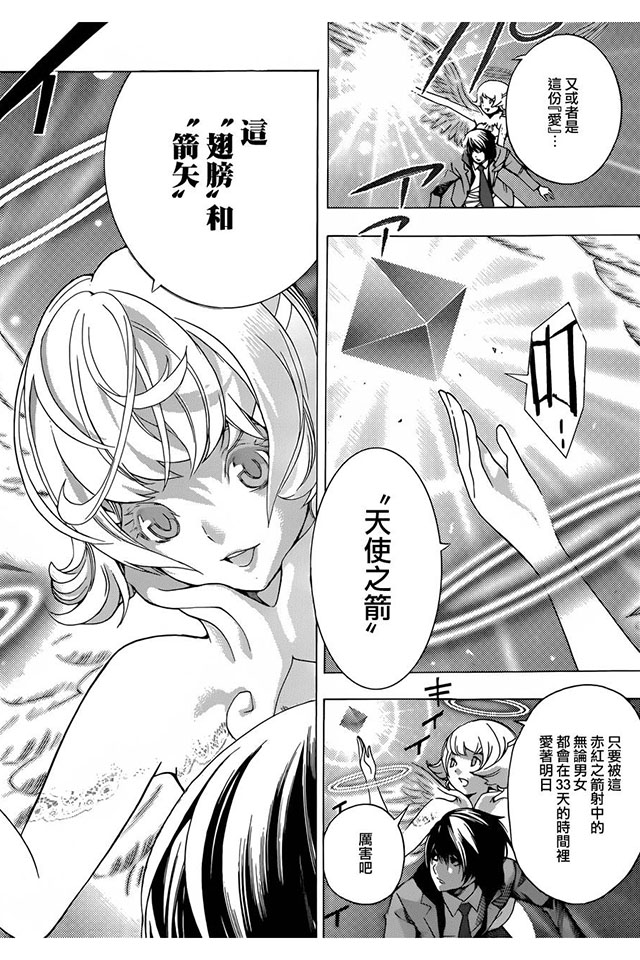 又或者是
這份『愛』…
“天使之箭”
只要被這
赤紅之箭射中的
無論男女
都會在33天的時間裡
愛著明日
厲害吧
這
“翅膀”和
“箭矢”